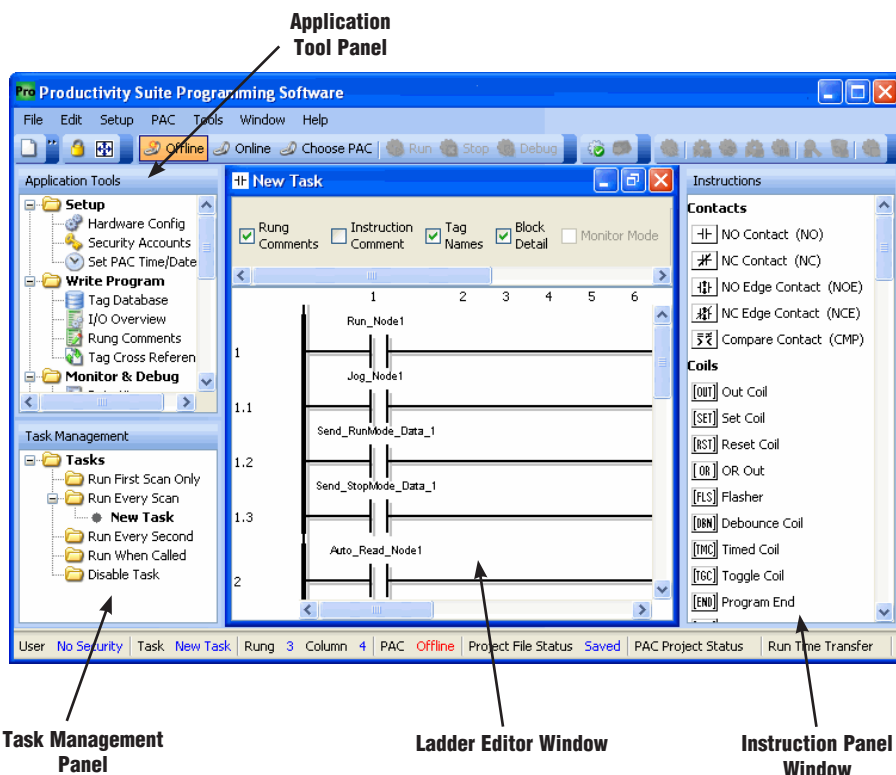 Application
Tool Panel
Pro Productivity Suite Programming Software
File Edit Setup PAC Tools Window Help
Offline Online Choose PAC Run Stop Debug
Application Tools
Setup
Hardware Config
Security Accounts
Set PAC Time/Date
Write Program
Tag Database
I/O Overview
Rung Comments
Tag Cross Referen
Monitor & Debug
Task Management
Tasks
Run First Scan Only
Run Every Scan
New Task
Run Every Second
Run When Called
Disable Task
New Task
Rung Comments
Instruction Comment
Tag Names
Block Detail
Monitor Mode
1 2 3 4 5 6
Run_Node1
1
Jog_Node1
1.1
Send_RunMode_Data_1
1.2
Send_StopMode_Data_1
1.3
Auto_Read_Node1
2
Instructions
Contacts
NO Contact (NO)
NC Contact (NC)
NO Edge Contact (NOE)
NC Edge Contact (NCE)
Compare Contact (CMP)
Coils
[OUT] Out Coil
[SET] Set Coil
[RST] Reset Coil
[OR] OR Out
[FLS] Flasher
[DBN] Debounce Coil
[TMC] Timed Coil
[TGC] Toggle Coil
[END] Program End
User No Security Task New Task Rung 3 Column 4 PAC Offline Project File Status Saved PAC Project Status Run Time Transfer
Task Management
Panel
Ladder Editor Window
Instruction Panel
Window